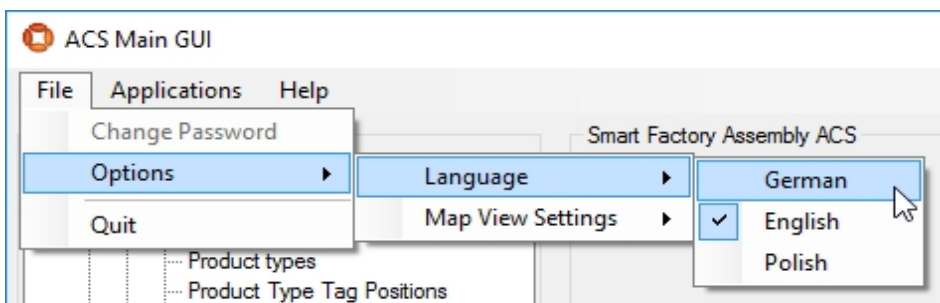 ACS Main GUI
File Applications Help
Change Password
Smart Factory Assembly ACS
Options
Language
German
Quit
Map View Settings
English
Polish
Product types
Product Type Tag Positions